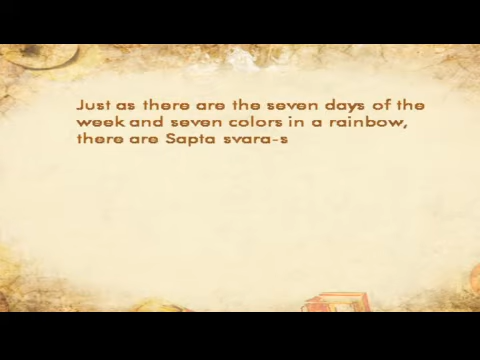 Just as there are the seven days of the
week and seven colors in a rainbow,
there are Sapta svara-s